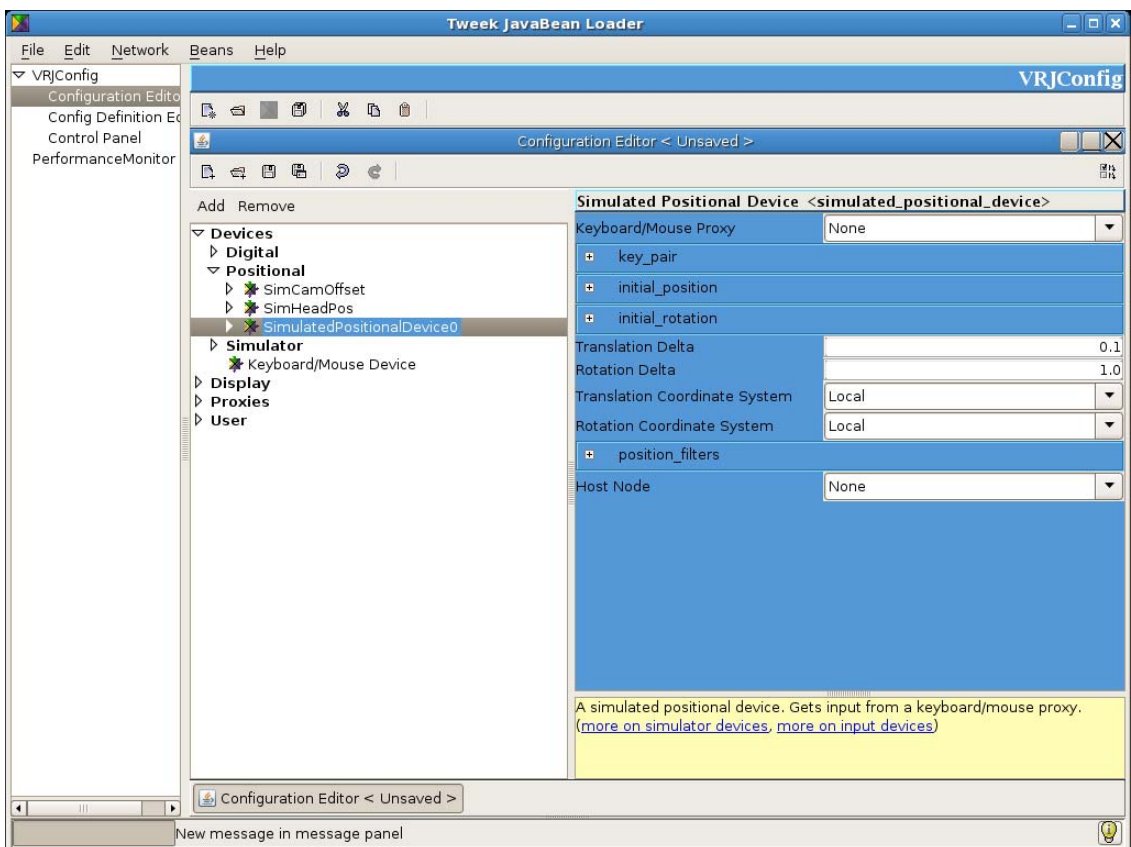 Tweek JavaBean Loader
File Edit Network Beans Help
VRJConfig
Configuration Edito
Config Definition Ed
Control Panel
PerformanceMonitor
VRJConfig
Configuration Editor < Unsaved >
Add Remove
Devices
Digital
Positional
SimCamOffset
SimHeadPos
SimulatedPositionalDevice0
Simulator
Keyboard/Mouse Device
Display
Proxies
User
Simulated Positional Device <simulated_positional_device>
Keyboard/Mouse Proxy None
key_pair
initial_position
initial_rotation
Translation Delta 0.1
Rotation Delta 1.0
Translation Coordinate System Local
Rotation Coordinate System Local
position_filters
Host Node None
A simulated positional device. Gets input from a keyboard/mouse proxy.
(more on simulator devices, more on input devices)
Configuration Editor < Unsaved >
New message in message panel